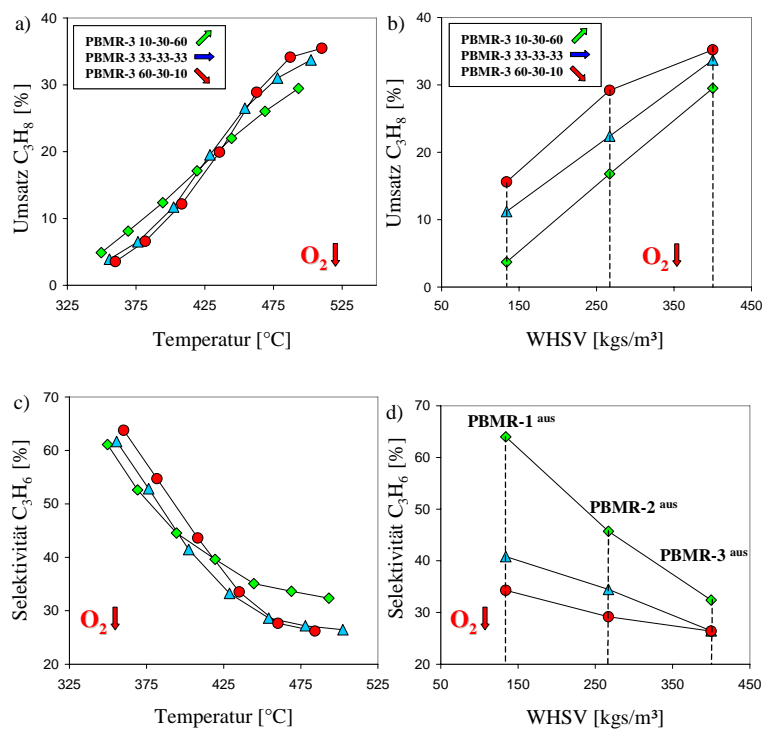 a)
PBMR-3 10-30-60
PBMR-3 33-33-33
PBMR-3 60-30-10
Umsatz C₃H₈ [%]
40
30
20
10
0
O₂
325 375 425 475 525
Temperatur [°C]
b)
PBMR-3 10-30-60
PBMR-3 33-33-33
PBMR-3 60-30-10
Umsatz C₃H₈ [%]
40
30
20
10
0
O₂
50 150 250 350 450
WHSV [kgs/m³]
c)
Selektivität C₃H₆ [%]
70
60
50
40
30
20
O₂
325 375 425 475 525
Temperatur [°C]
d)
Selektivität C₃H₆ [%]
70
60
50
40
30
20
PBMR-1 aus
PBMR-2 aus
PBMR-3 aus
O₂
50 150 250 350 450
WHSV [kgs/m³]